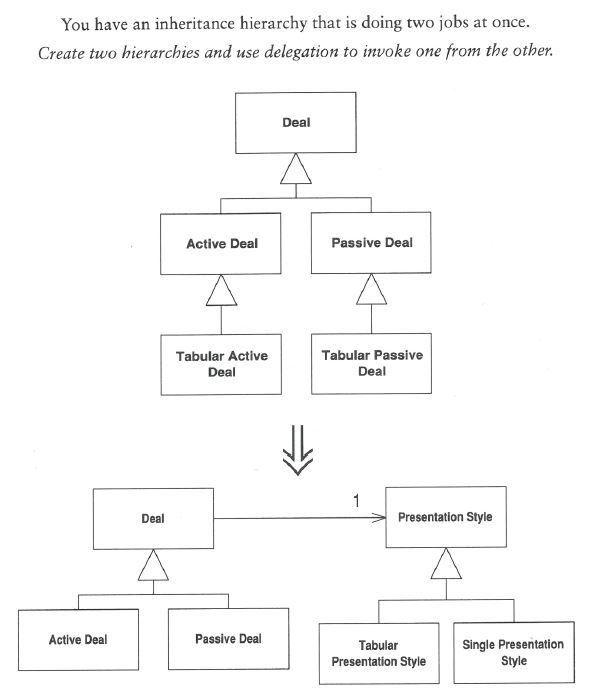 You have an inheritance hierarchy that is doing two jobs at once.
Create two hierarchies and use delegation to invoke one from the other.
Deal
Active Deal
Passive Deal
Tabular Active
Deal
Tabular Passive
Deal
1
Deal
Presentation Style
Active Deal
Passive Deal
Tabular
Presentation Style
Single Presentation
Style